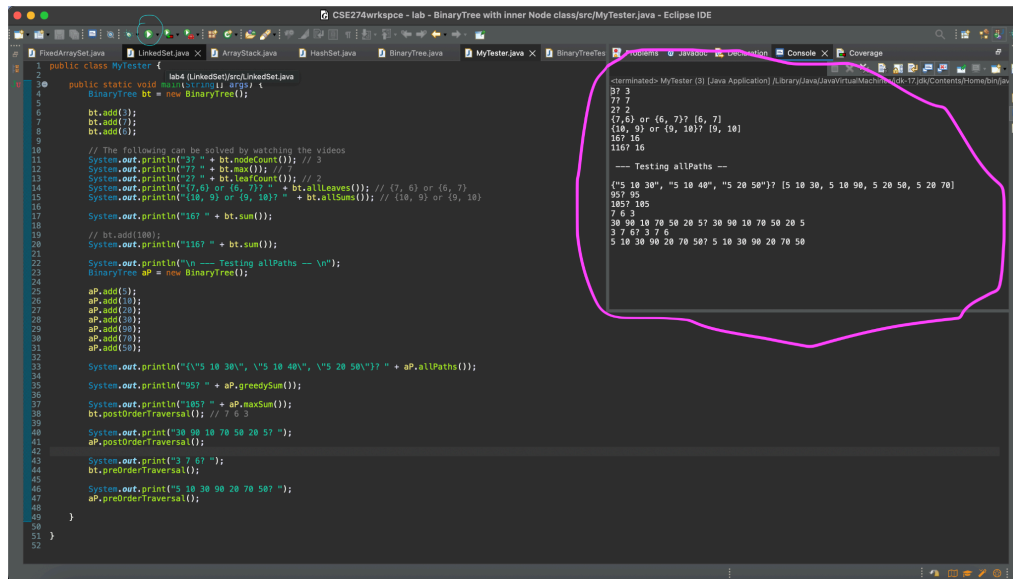 CSE274wrkspce - lab - BinaryTree with inner Node class/src/MyTester.java - Eclipse IDE
FixedArraySet.java LinkedSet.java ArrayStack.java HashSet.java BinaryTree.java MyTester.java BinaryTreeTes
Problems Javadoc Declaration Console Coverage
lab4 (LinkedSet)/src/LinkedSet.java
1 public class MyTester {
2
3 public static void main(String[] args) {
4 BinaryTree bt = new BinaryTree();
5
6 bt.add(3);
7 bt.add(7);
8 bt.add(6);
9
10 // The following can be solved by watching the videos
11 System.out.println("3? " + bt.nodeCount()); // 3
12 System.out.println("7? " + bt.max()); // 7
13 System.out.println("2? " + bt.leafCount()); // 2
14 System.out.println("{7,6} or {6, 7}? " + bt.allLeaves()); // {7, 6} or {6, 7}
15 System.out.println("{10, 9} or {9, 10}? " + bt.allSums()); // {10, 9} or {9, 10}
16
17 System.out.println("16? " + bt.sum());
18
19 // bt.add(100);
20 System.out.println("116? " + bt.sum());
21
22 System.out.println("\n --- Testing allPaths -- \n");
23 BinaryTree aP = new BinaryTree();
24
25 aP.add(5);
26 aP.add(10);
27 aP.add(20);
28 aP.add(30);
29 aP.add(90);
30 aP.add(70);
31 aP.add(50);
32
33 System.out.println("{\"5 10 30\", \"5 10 40\", \"5 20 50\"}? " + aP.allPaths());
34
35 System.out.println("95? " + aP.greedySum());
36
37 System.out.println("105? " + aP.maxSum());
38 bt.postOrderTraversal(); // 7 6 3
39
40 System.out.print("30 90 10 70 50 20 5? ");
41 aP.postOrderTraversal();
42
43 System.out.print("3 7 6? ");
44 bt.preOrderTraversal();
45
46 System.out.print("5 10 30 90 20 70 50? ");
47 aP.preOrderTraversal();
48
49 }
50
51 }
52
<terminated> MyTester (3) [Java Application] /Library/Java/JavaVirtualMachines/jdk-17.jdk/Contents/Home/bin/jav
3? 3
7? 7
2? 2
{7,6} or {6, 7}? [6, 7]
{10, 9} or {9, 10}? [9, 10]
16? 16
116? 16
--- Testing allPaths --
{"5 10 30", "5 10 40", "5 20 50"}? [5 10 30, 5 10 90, 5 20 50, 5 20 70]
95? 95
105? 105
7 6 3
30 90 10 70 50 20 5? 30 90 10 70 50 20 5
3 7 6? 3 7 6
5 10 30 90 20 70 50? 5 10 30 90 20 70 50